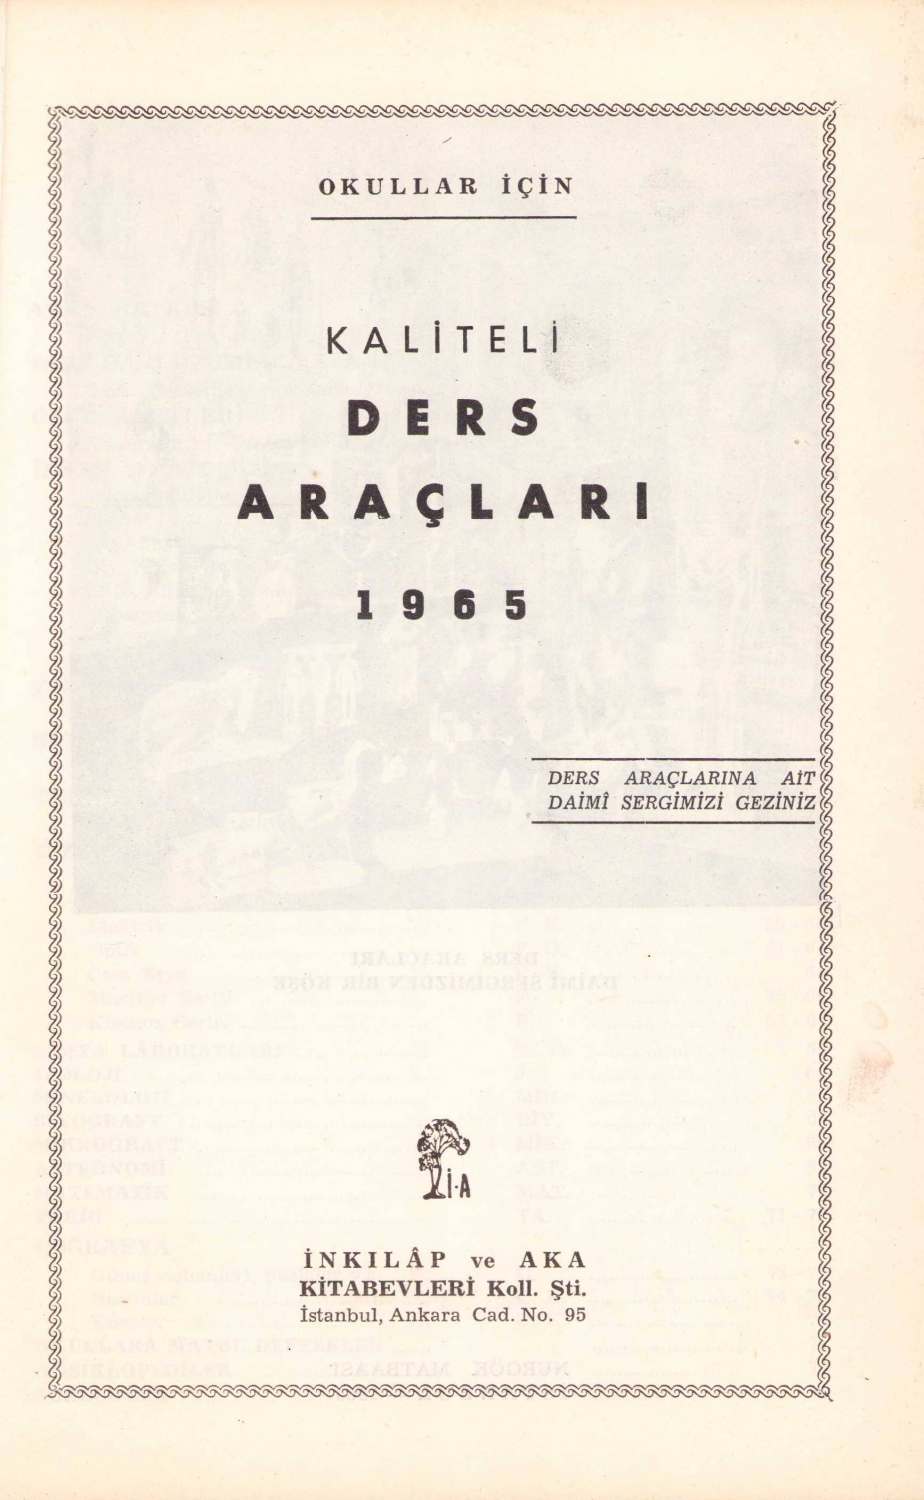 OKULLAR İÇİN
KALİTELİ
DERS
ARAÇLARI
1965
DERS ARAÇLARINA AİT
DAİMÎ SERGİMİZİ GEZİNİZ
İ-A
İNKILÂP ve AKA
KİTABEVLERİ Koll. Şti.
İstanbul, Ankara Cad. No. 95